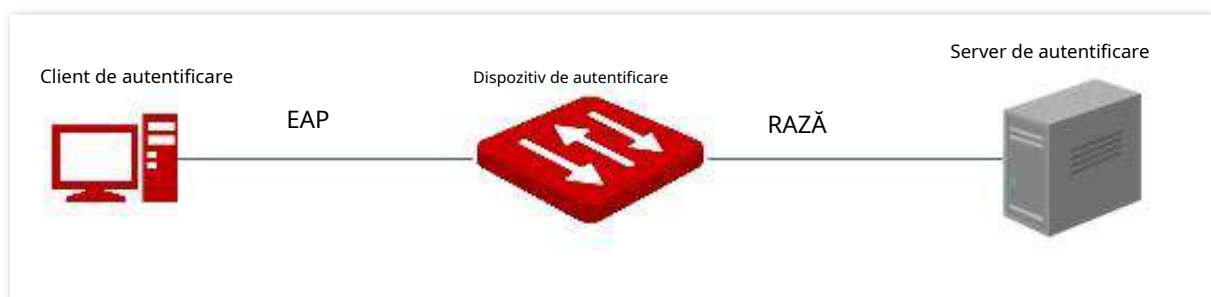 Server de autentificare
Client de autentificare
Dispozitiv de autentificare
EAP
RAZĂ